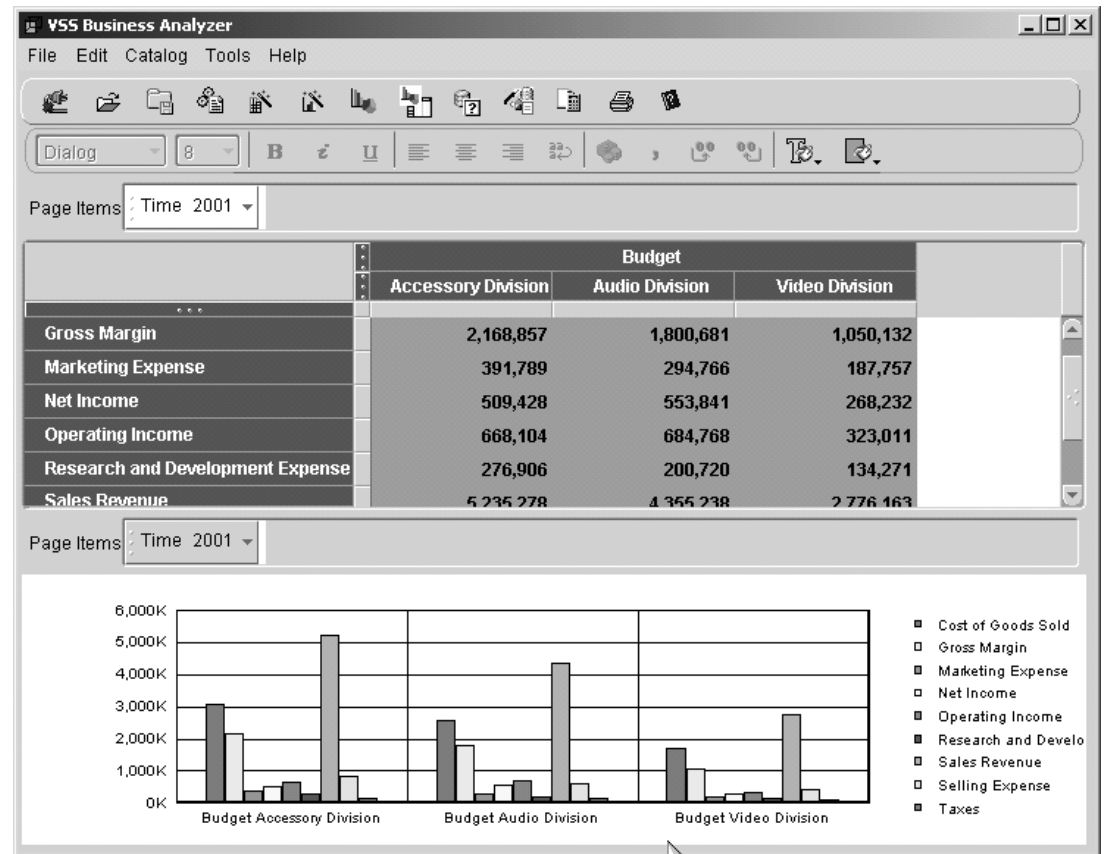 VSS Business Analyzer
File Edit Catalog Tools Help
Dialog 8 B i U
Page Items Time 2001
Budget
Accessory Division Audio Division Video Division
Gross Margin 2,168,857 1,800,681 1,050,132
Marketing Expense 391,789 294,766 187,757
Net Income 509,428 553,841 268,232
Operating Income 668,104 684,768 323,011
Research and Development Expense 276,906 200,720 134,271
Sales Revenue 5,235,278 4,355,238 2,776,163
Page Items Time 2001
6,000K
5,000K
4,000K
3,000K
2,000K
1,000K
0K
Budget Accessory Division Budget Audio Division Budget Video Division
Cost of Goods Sold
Gross Margin
Marketing Expense
Net Income
Operating Income
Research and Develo
Sales Revenue
Selling Expense
Taxes